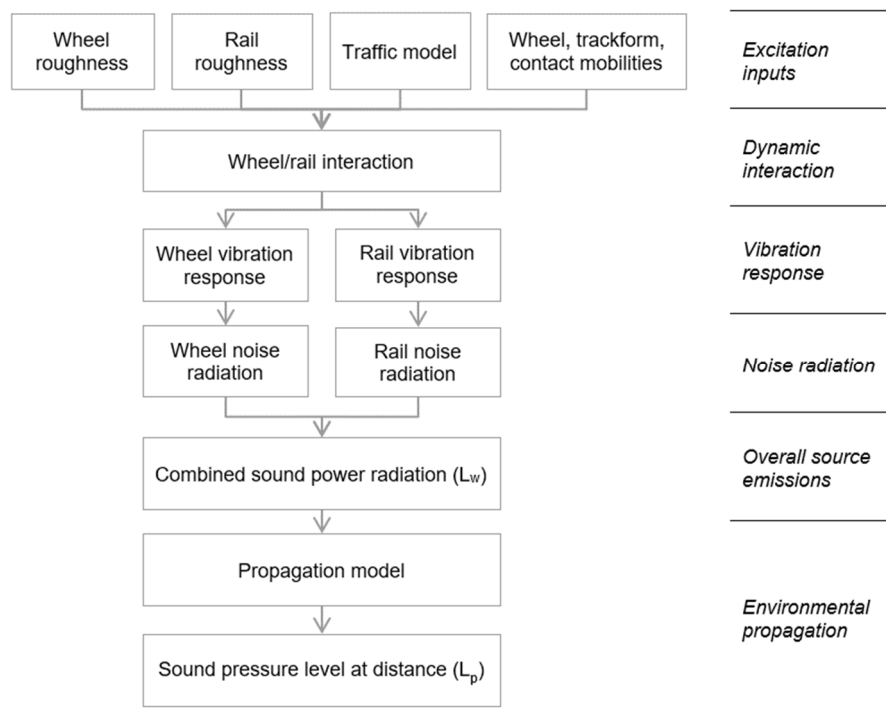 Wheel
roughness
Rail
roughness
Traffic model
Wheel, trackform,
contact mobilities
Excitation
inputs
Wheel/rail interaction
Dynamic
interaction
Wheel vibration
response
Rail vibration
response
Vibration
response
Wheel noise
radiation
Rail noise
radiation
Noise radiation
Combined sound power radiation (Lw)
Overall source
emissions
Propagation model
Environmental
propagation
Sound pressure level at distance (Lp)